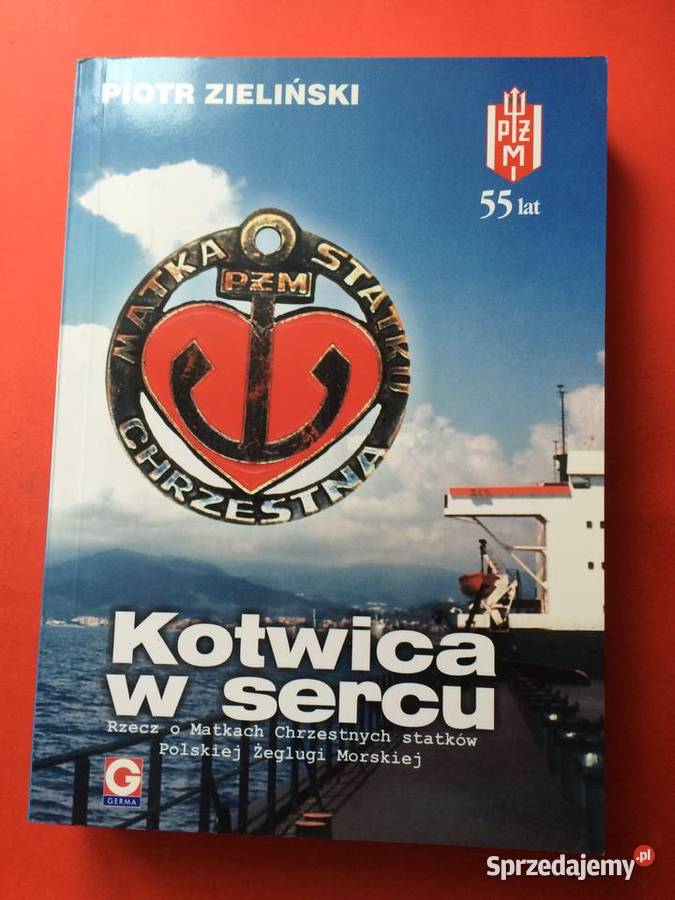 PIOTR ZIELIŃSKI
PŻM
55 lat
MATKA STATKU
PŻM
CHRZESTNA
Kotwica
w sercu
Rzecz o Matkach Chrzestnych statków
Polskiej Żeglugi Morskiej
G
GERMA
Sprzedajemy.pl